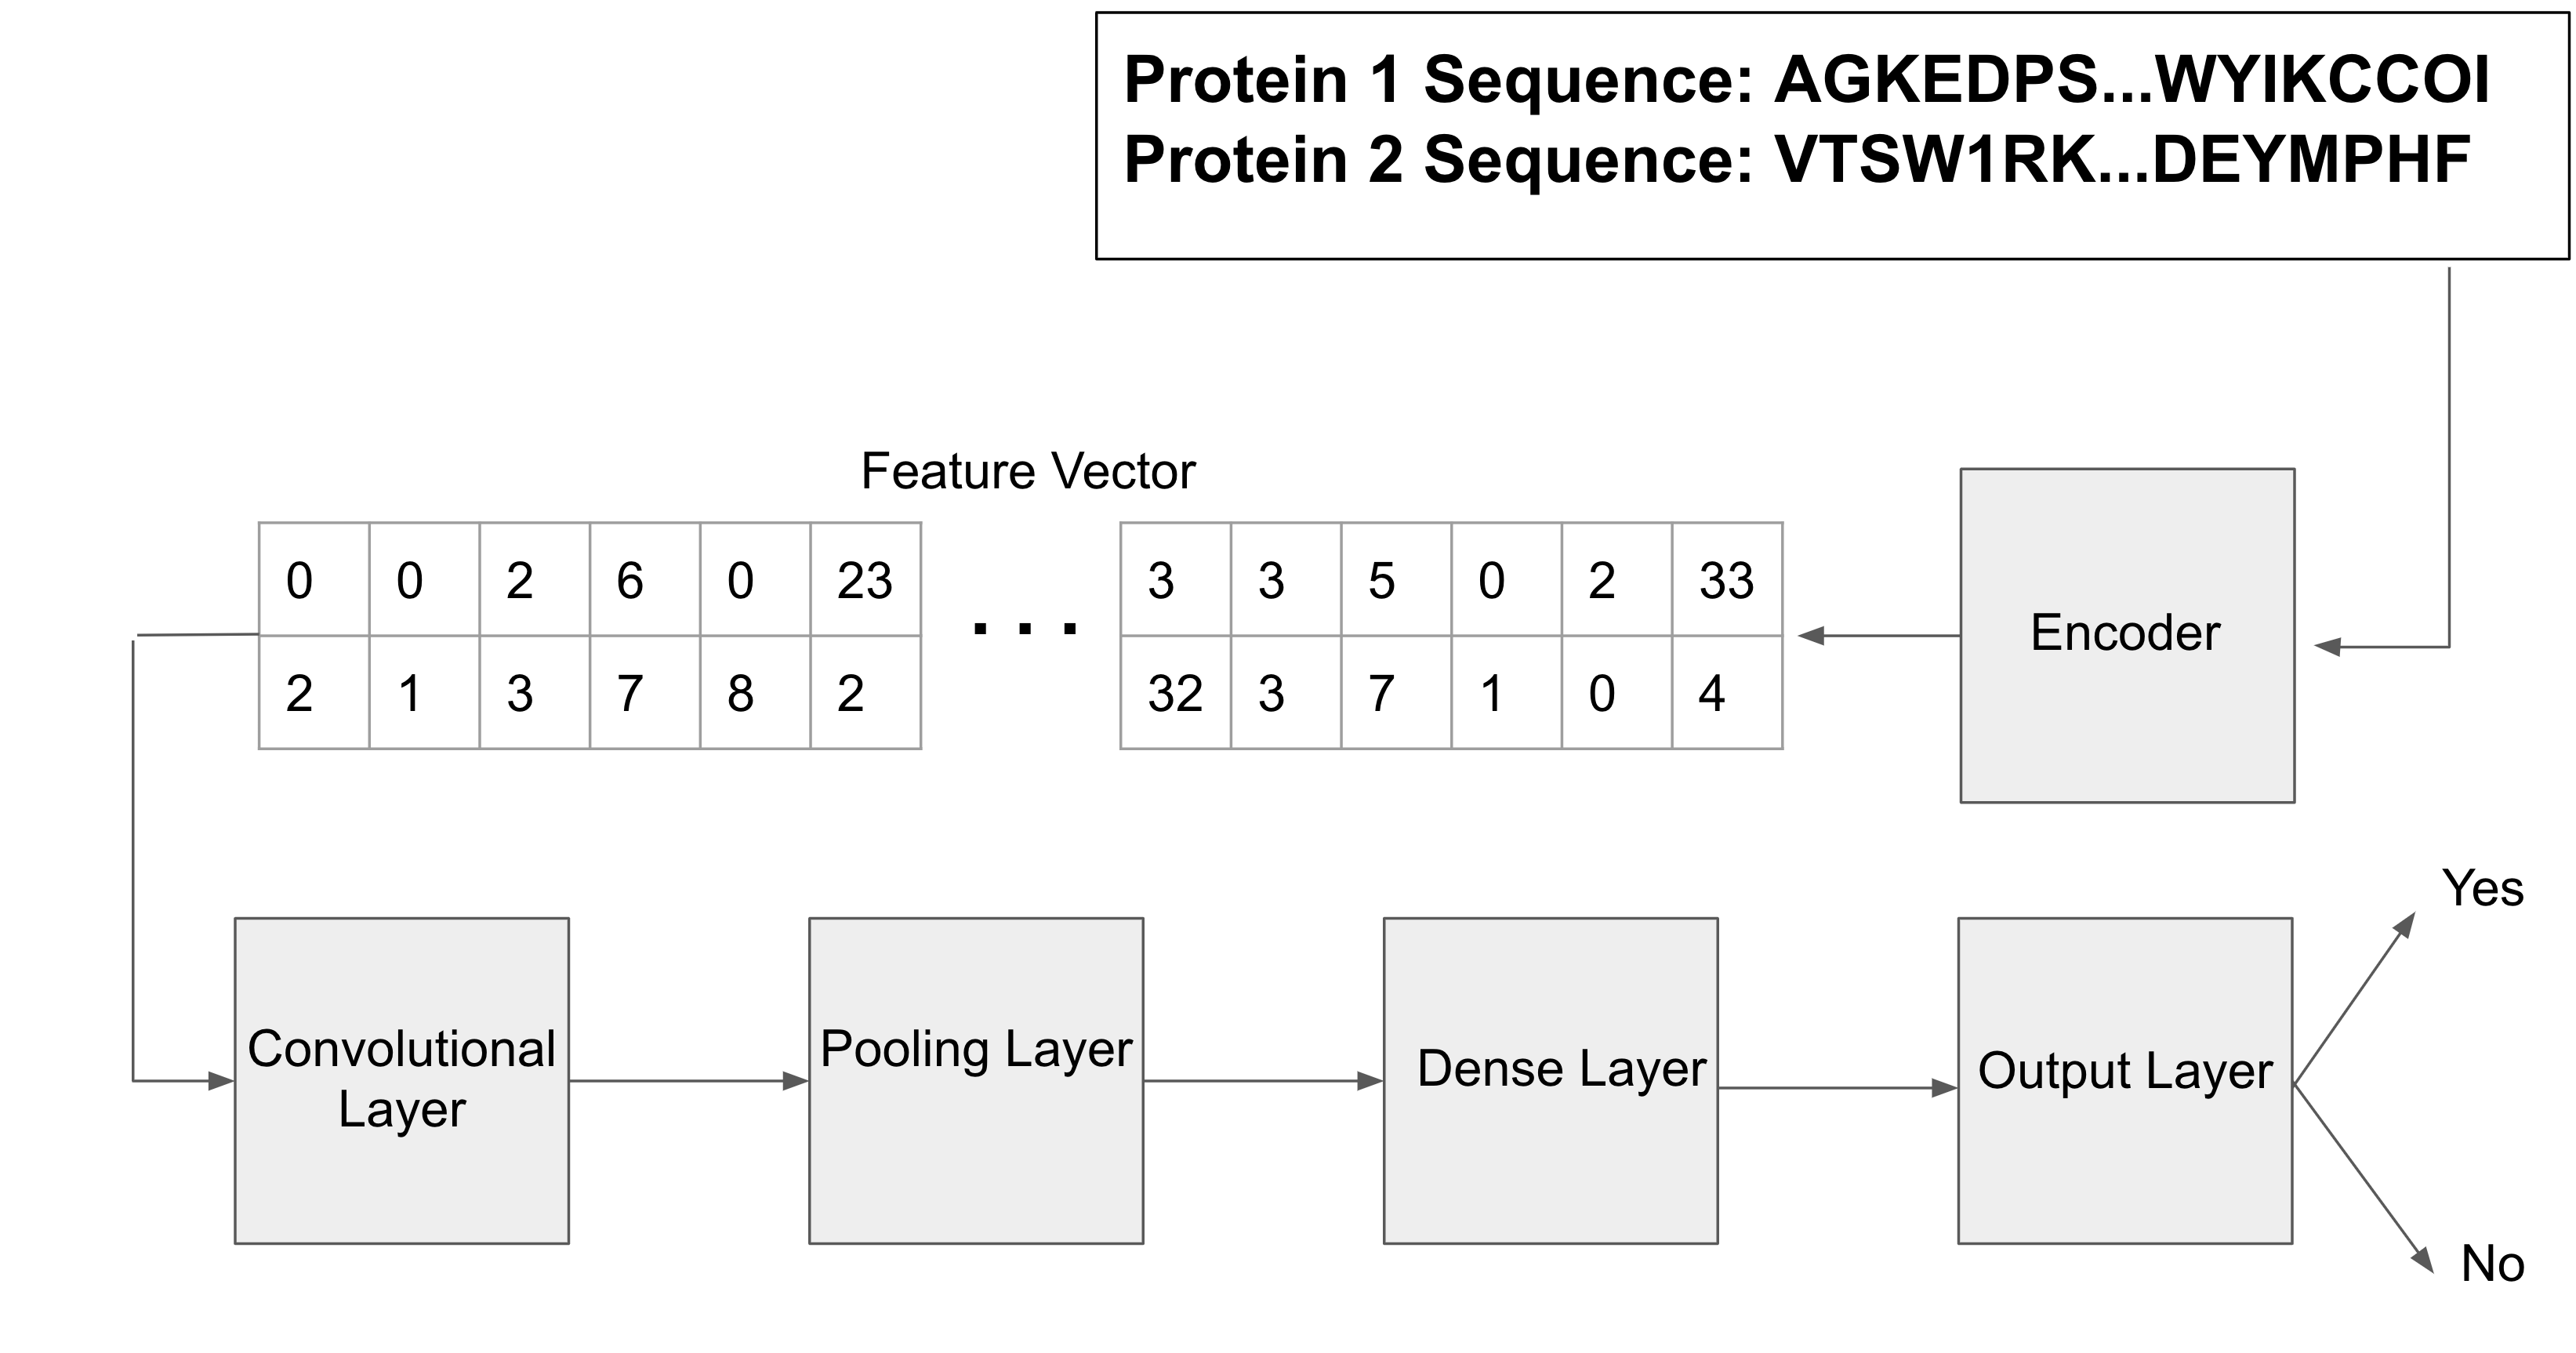 Protein 1 Sequence: AGKEDPS...WYIKCCOI
Protein 2 Sequence: VTSW1RK...DEYMPHF
Feature Vector
0 0 2 6 0 23 ... 3 3 5 0 2 33
2 1 3 7 8 2 32 3 7 1 0 4
Encoder
Convolutional
Layer
Pooling Layer
Dense Layer
Output Layer
Yes
No